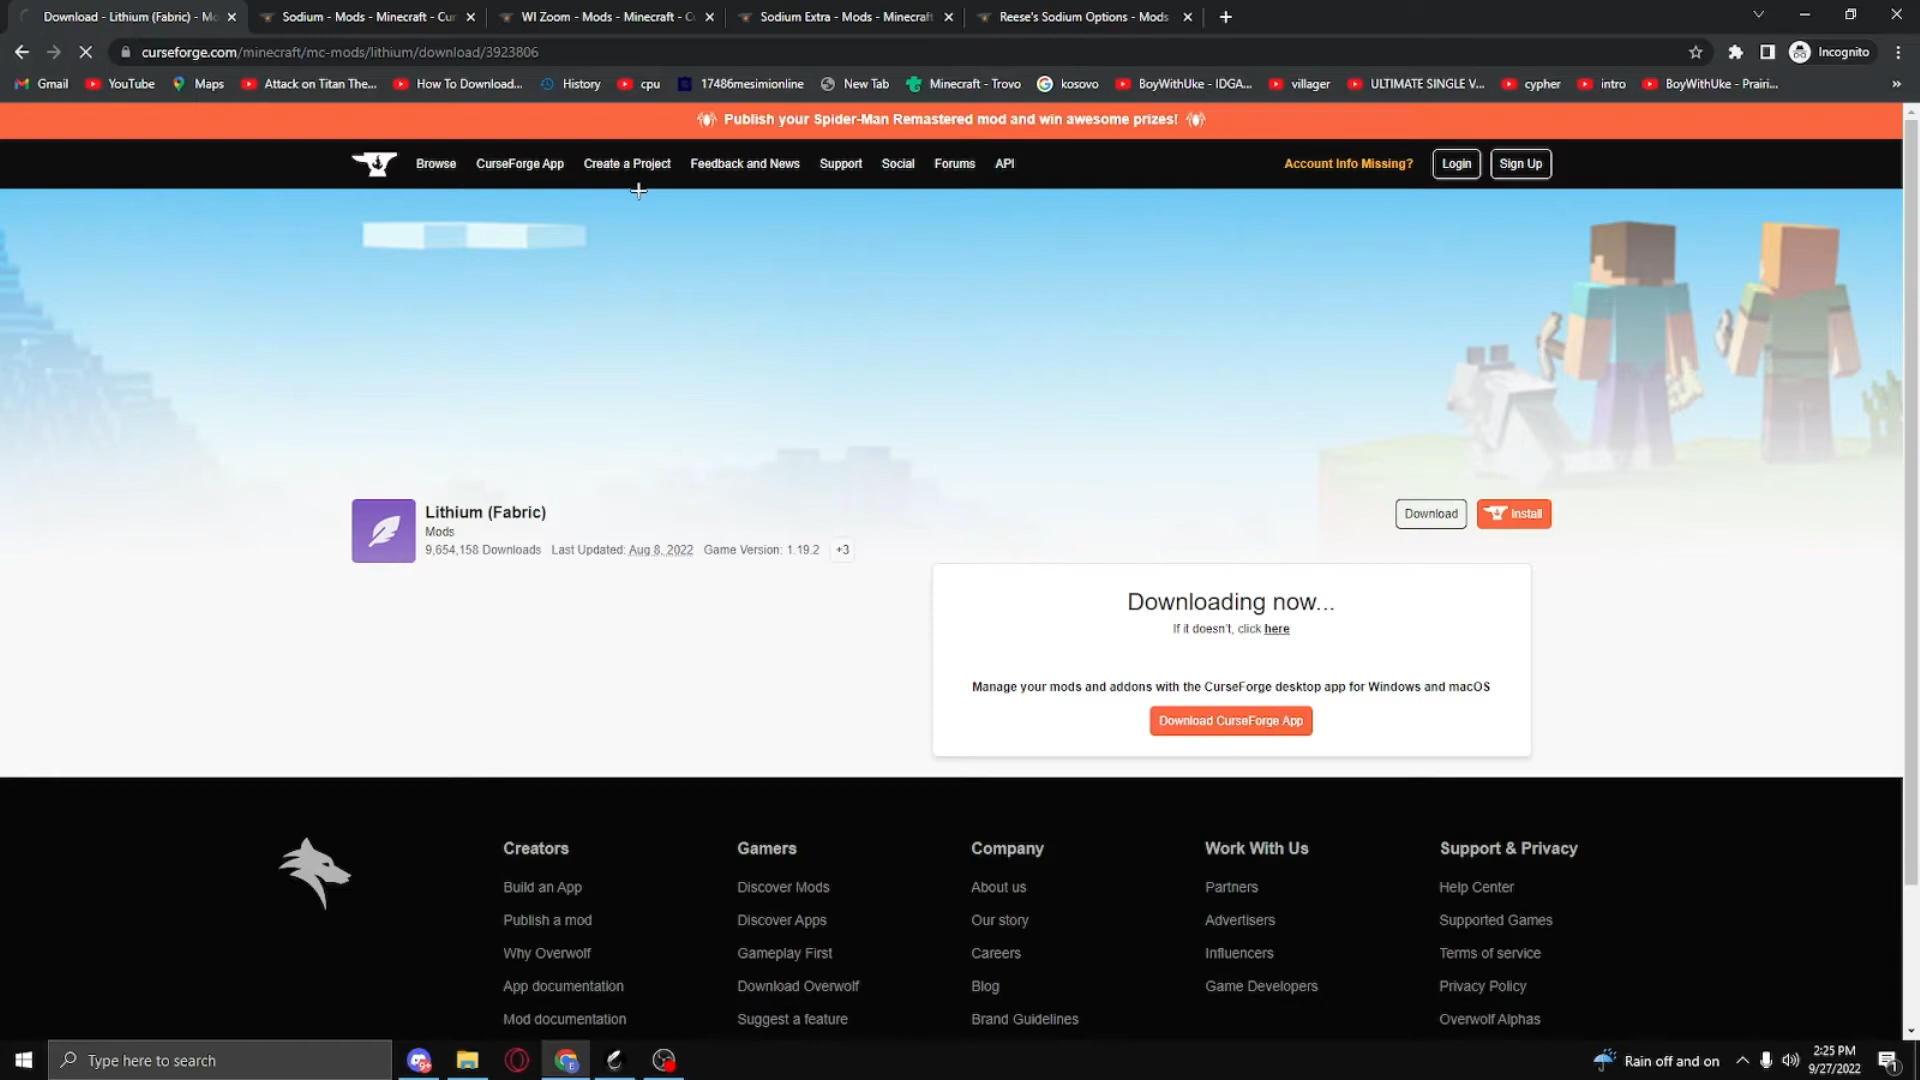 Download - Lithium (Fabric) - Mo
Sodium - Mods - Minecraft - Cur
WI Zoom - Mods - Minecraft - C
Sodium Extra - Mods - Minecraft
Reese's Sodium Options - Mods
curseforge.com/minecraft/mc-mods/lithium/download/3923806
Incognito
Gmail
YouTube
Maps
Attack on Titan The...
How To Download...
History
cpu
17486mesimionline
New Tab
Minecraft - Trovo
kosovo
BoyWithUke - IDGA...
villager
ULTIMATE SINGLE V...
cypher
intro
BoyWithUke - Prairi...
»
Publish your Spider-Man Remastered mod and win awesome prizes!
Browse
CurseForge App
Create a Project
Feedback and News
Support
Social
Forums
API
Account Info Missing?
Login
Sign Up
Lithium (Fabric)
Mods
9,654,158 Downloads Last Updated: Aug 8, 2022 Game Version: 1.19.2 +3
Download
Install
Downloading now...
If it doesn't, click here
Manage your mods and addons with the CurseForge desktop app for Windows and macOS
Download CurseForge App
Creators
Build an App
Publish a mod
Why Overwolf
App documentation
Mod documentation
Gamers
Discover Mods
Discover Apps
Gameplay First
Download Overwolf
Suggest a feature
Company
About us
Our story
Careers
Blog
Brand Guidelines
Work With Us
Partners
Advertisers
Influencers
Game Developers
Support & Privacy
Help Center
Supported Games
Terms of service
Privacy Policy
Overwolf Alphas
Type here to search
9+
E
Rain off and on
2:25 PM
9/27/2022
1